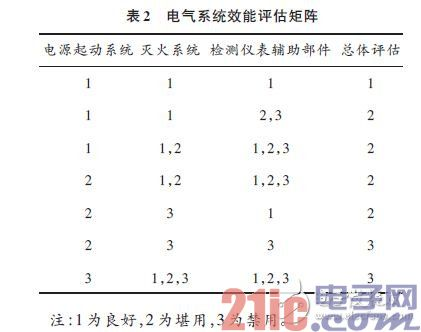 表2 电气系统效能评估矩阵
电源起动系统 灭火系统 检测仪表辅助部件 总体评估
1 1 1 1
1 1 2,3 2
1 1,2 1,2,3 2
2 1,2 1,2,3 2
2 3 1 2
2 3 3 3
3 1,2,3 1,2,3 3
注:1为良好,2为堪用,3为禁用。
21ic电子网
.com